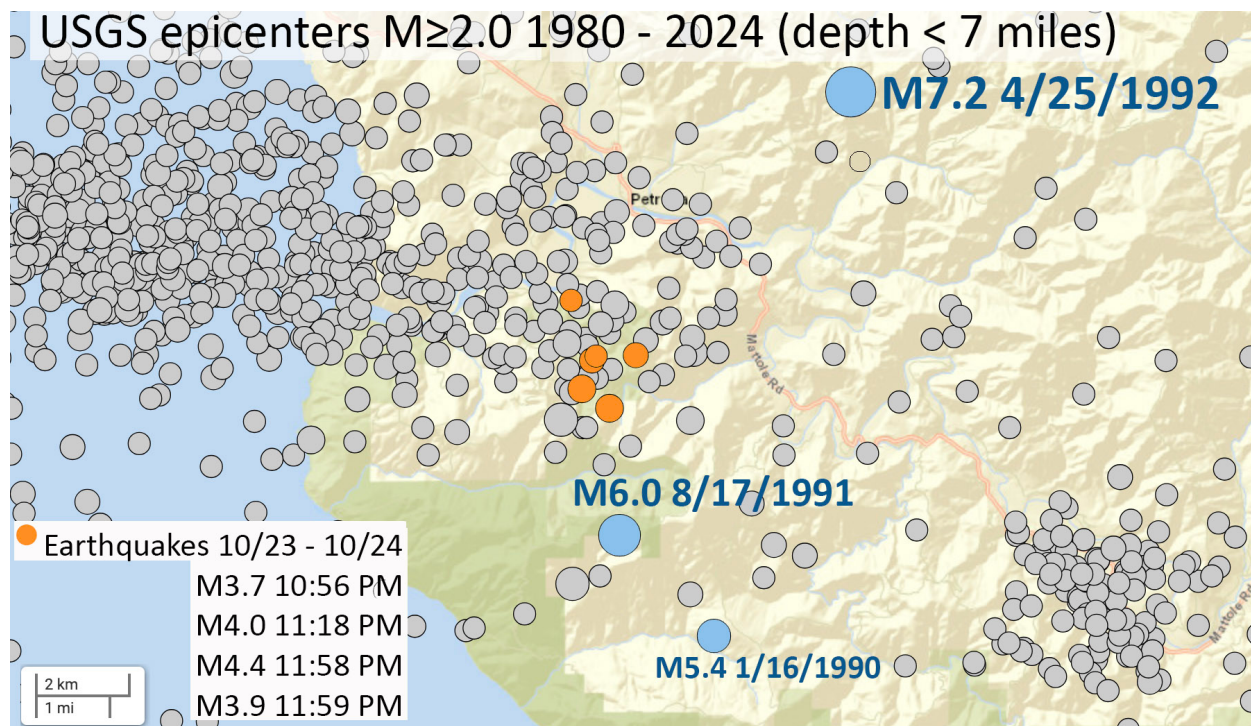 USGS epicenters M≥2.0 1980 - 2024 (depth < 7 miles)
M7.2 4/25/1992
Mattole Rd
M6.0 8/17/1991
Earthquakes 10/23 - 10/24
M3.7 10:56 PM
M4.0 11:18 PM
M4.4 11:58 PM
M3.9 11:59 PM
Mattole Rd
M5.4 1/16/1990
2 km
1 mi